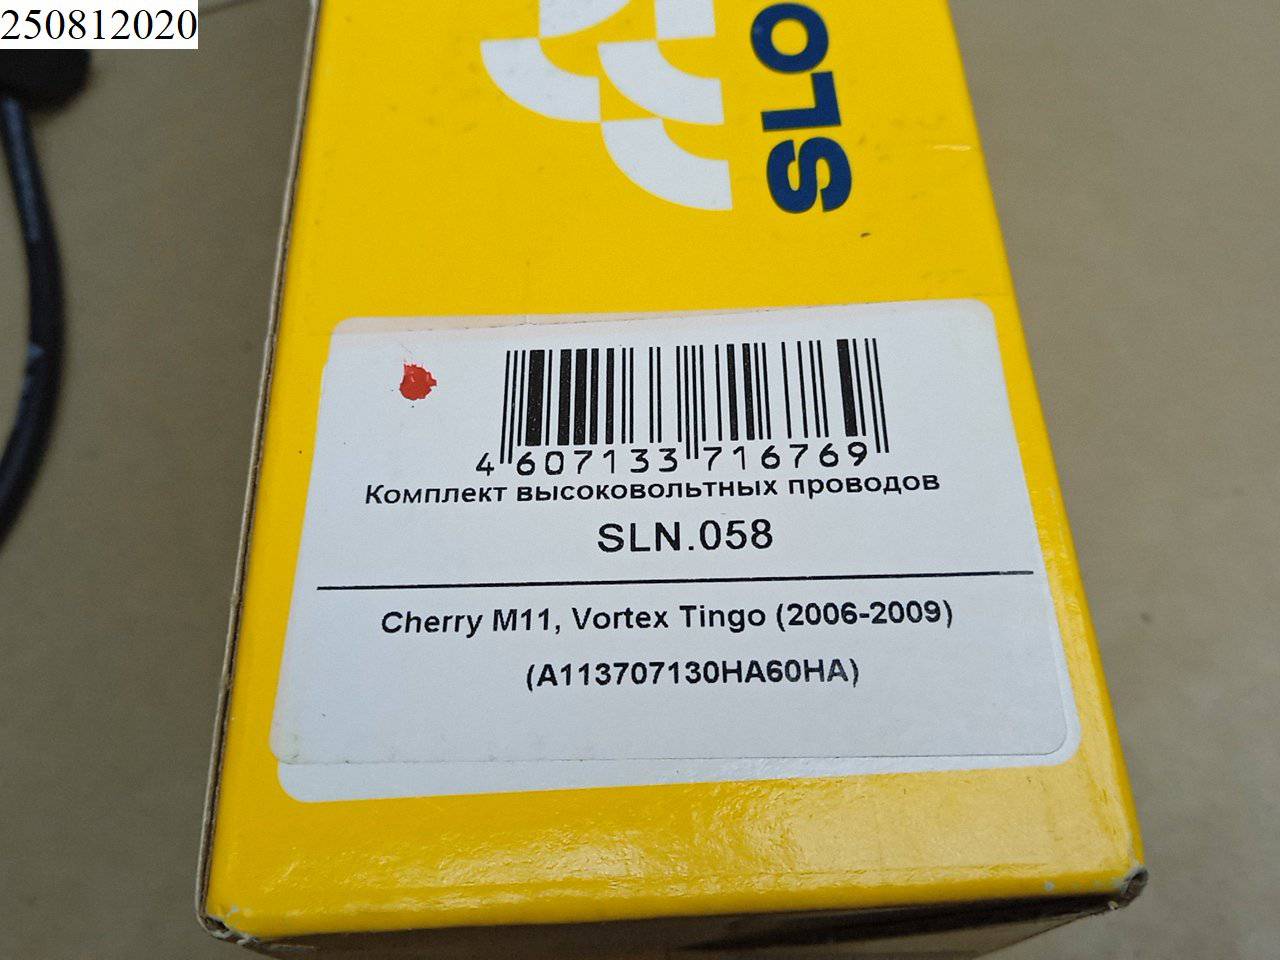 250812020
SLO
4 607133 716769
Комплект высоковольтных проводов
SLN.058
Cherry M11, Vortex Tingo (2006-2009)
(A113707130HA60HA)